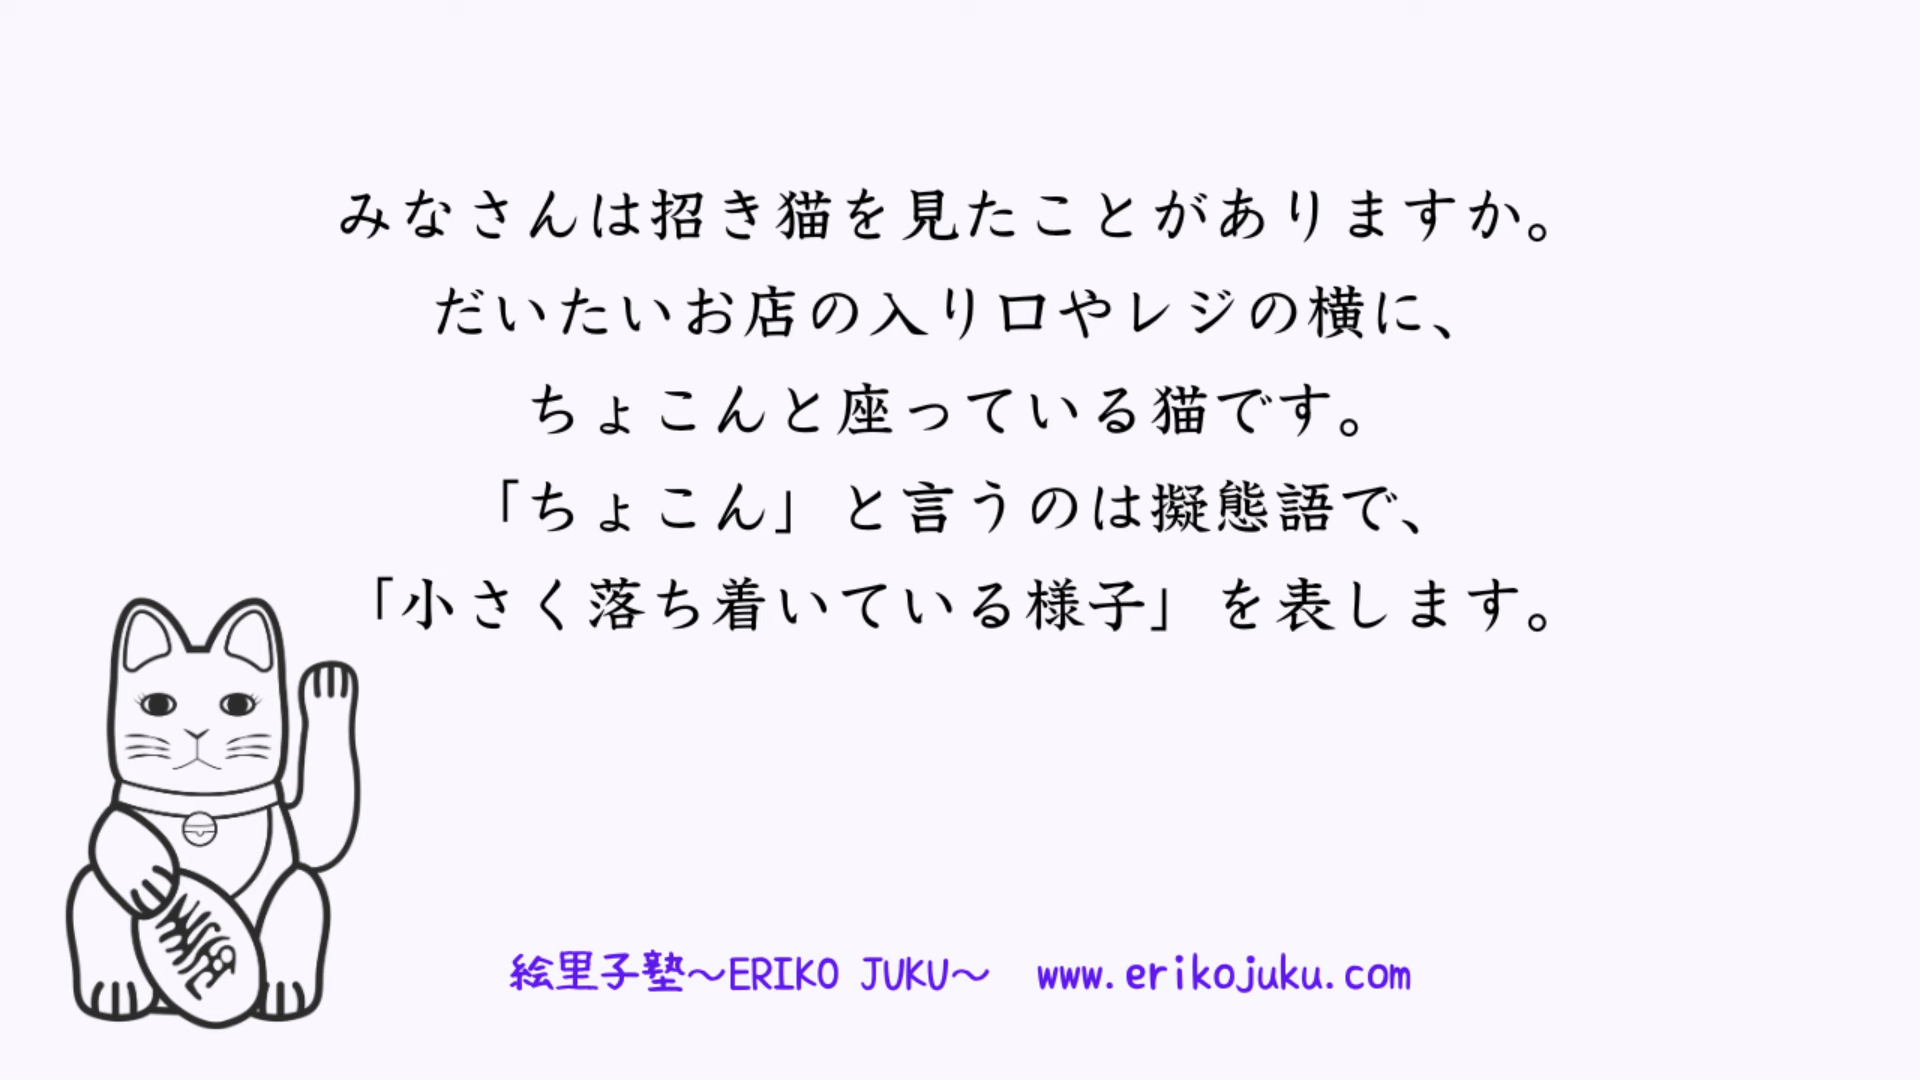 みなさんは招き猫を見たことがありますか。
だいたいお店の入り口やレジの横に、
ちょこんと座っている猫です。
「ちょこん」と言うのは擬態語で、
「小さく落ち着いている様子」を表します。
絵里子塾～ERIKO JUKU～　www.erikojuku.com